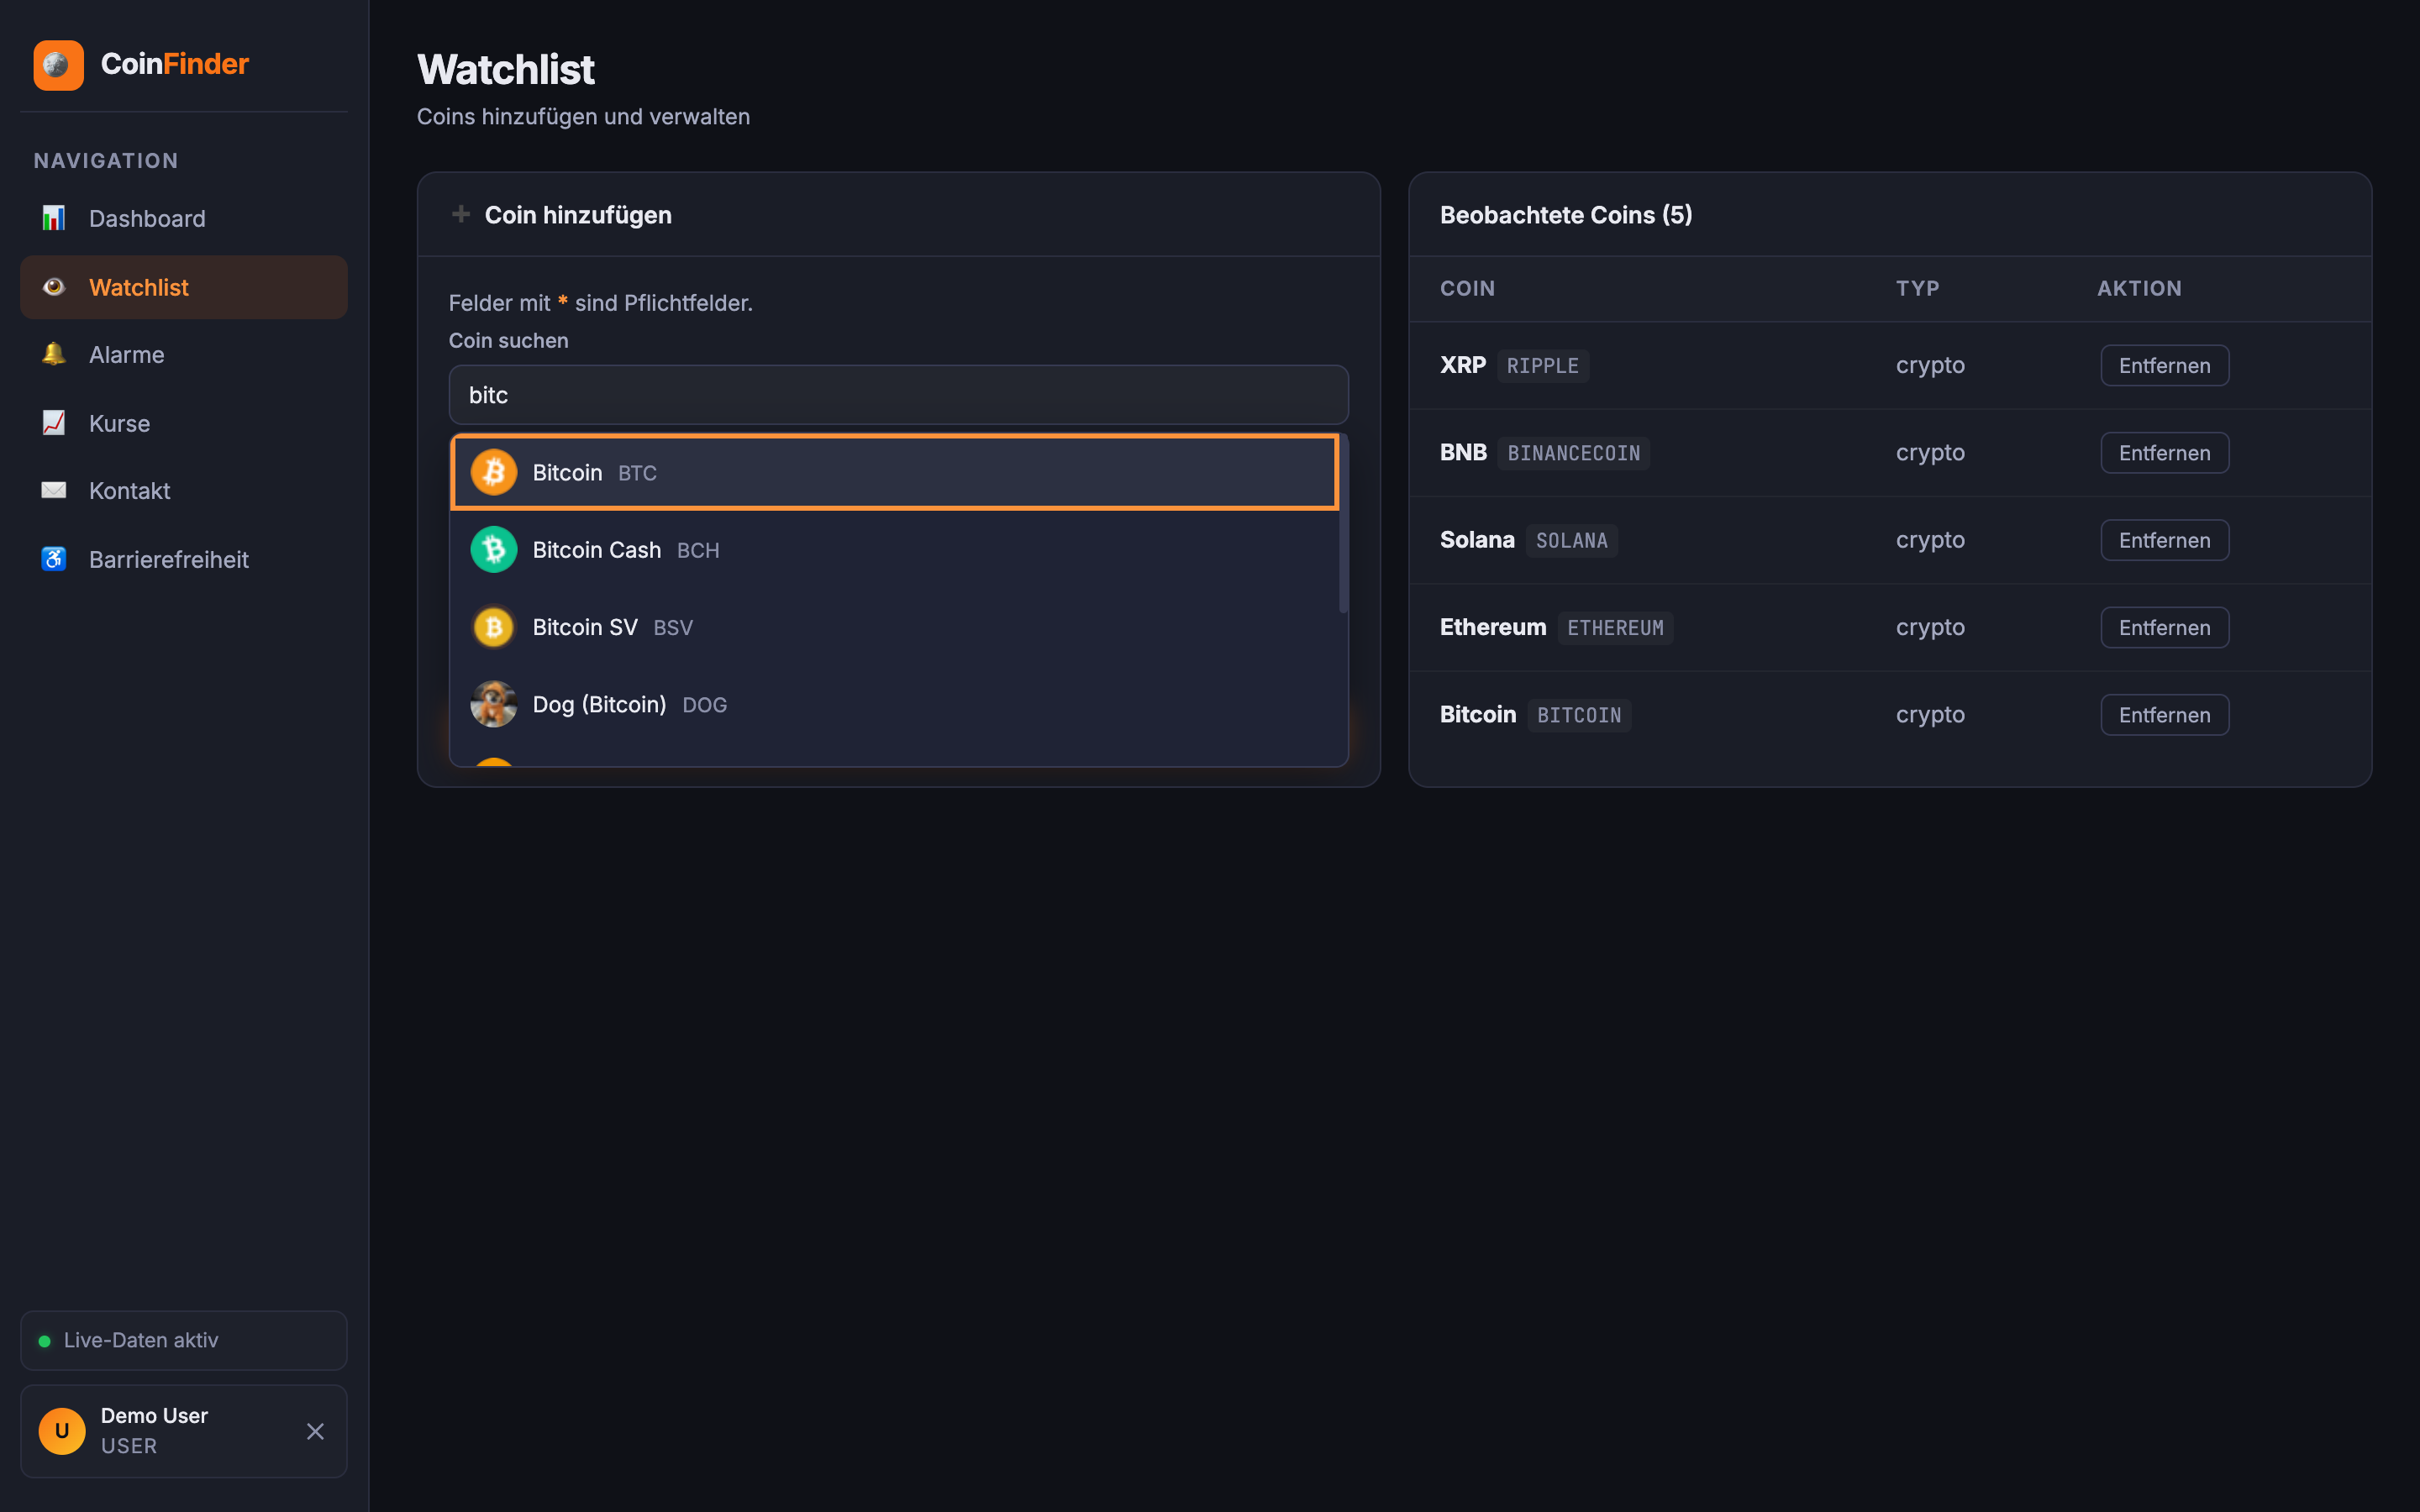 CoinFinder
NAVIGATION
Dashboard
Watchlist
Alarme
Kurse
Kontakt
Barrierefreiheit
Live-Daten aktiv
U
Demo User
USER
Watchlist
Coins hinzufügen und verwalten
Coin hinzufügen
Felder mit * sind Pflichtfelder.
Coin suchen
bitc
Bitcoin BTC
Bitcoin Cash BCH
Bitcoin SV BSV
Dog (Bitcoin) DOG
Beobachtete Coins (5)
COIN TYP AKTION
XRP RIPPLE crypto Entfernen
BNB BINANCECOIN crypto Entfernen
Solana SOLANA crypto Entfernen
Ethereum ETHEREUM crypto Entfernen
Bitcoin BITCOIN crypto Entfernen